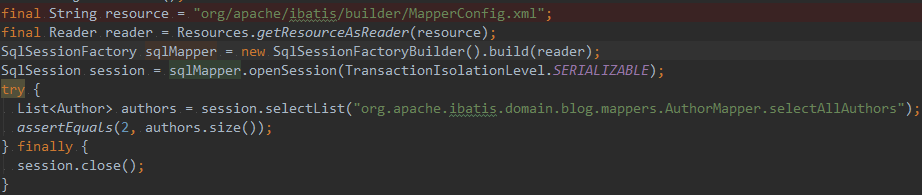 final String resource = "org/apache/ibatis/builder/MapperConfig.xml";
final Reader reader = Resources.getResourceAsReader(resource);
SqlSessionFactory sqlMapper = new SqlSessionFactoryBuilder().build(reader);
SqlSession session = sqlMapper.openSession(TransactionIsolationLevel.SERIALIZABLE);
try {
  List<Author> authors = session.selectList("org.apache.ibatis.domain.blog.mappers.AuthorMapper.selectAllAuthors");
  assertEquals(2, authors.size());
} finally {
  session.close();
}